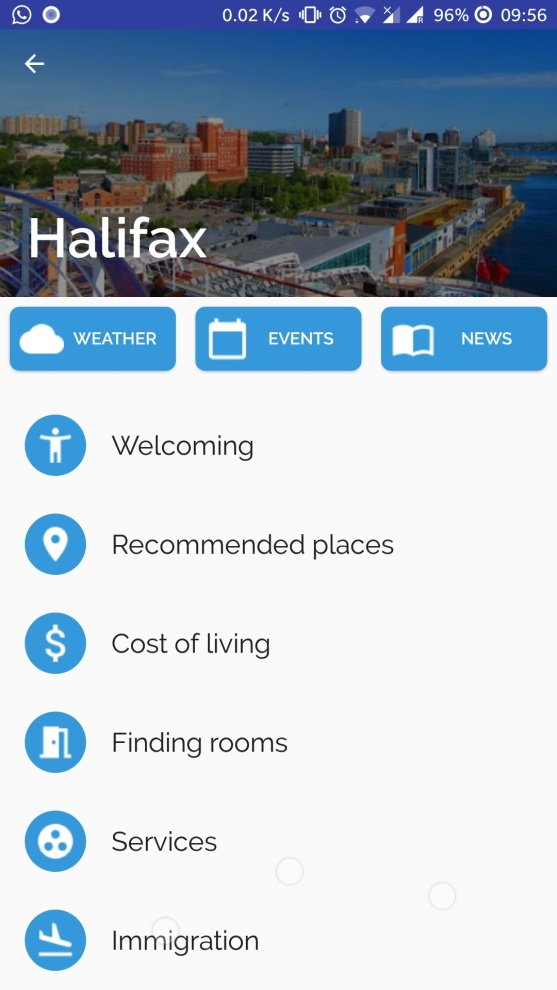 0.02 K/s 96% 09:56
Halifax
WEATHER EVENTS NEWS
Welcoming
Recommended places
Cost of living
Finding rooms
Services
Immigration